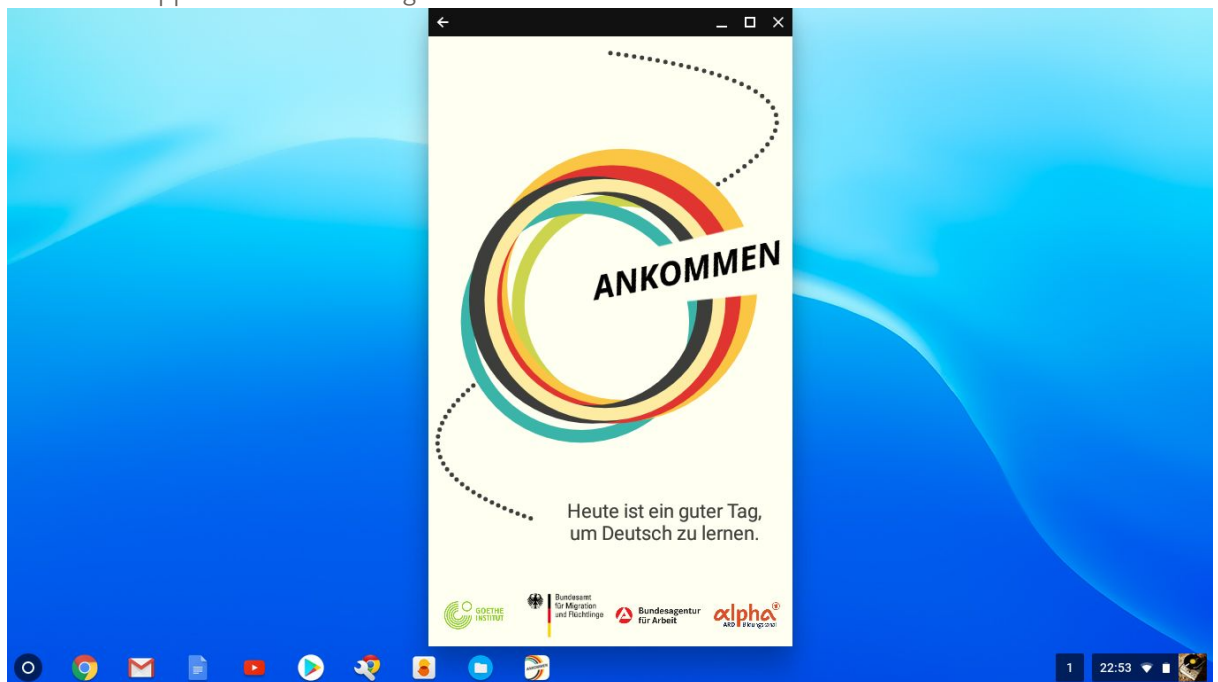 ANKOMMEN
Heute ist ein guter Tag,
um Deutsch zu lernen.
GOETHE
INSTITUT
Bundesamt
für Migration
und Flüchtlinge
Bundesagentur
für Arbeit
alpha
ARD
1
22:53